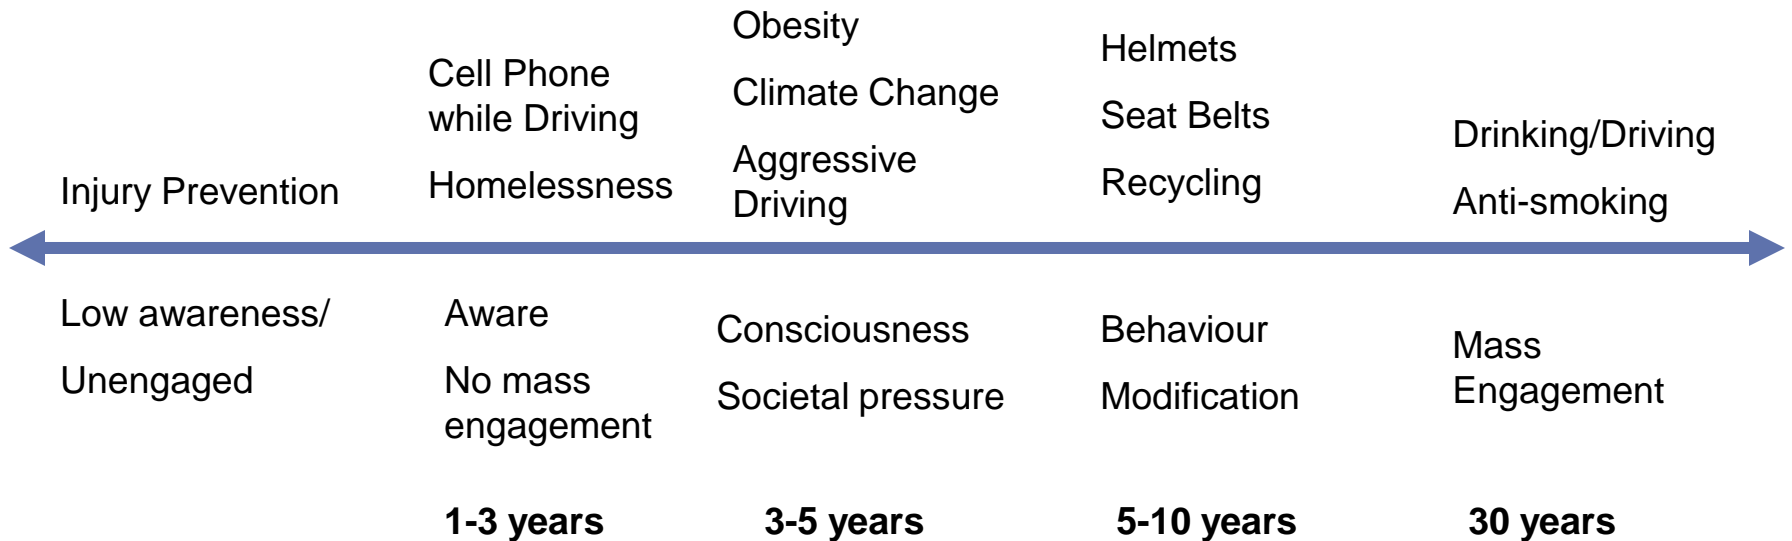 Injury Prevention
Cell Phone
while Driving
Homelessness
Obesity
Climate Change
Aggressive
Driving
Helmets
Seat Belts
Recycling
Drinking/Driving
Anti-smoking
Low awareness/
Unengaged
Aware
No mass
engagement
Consciousness
Societal pressure
Behaviour
Modification
Mass
Engagement
1-3 years
3-5 years
5-10 years
30 years